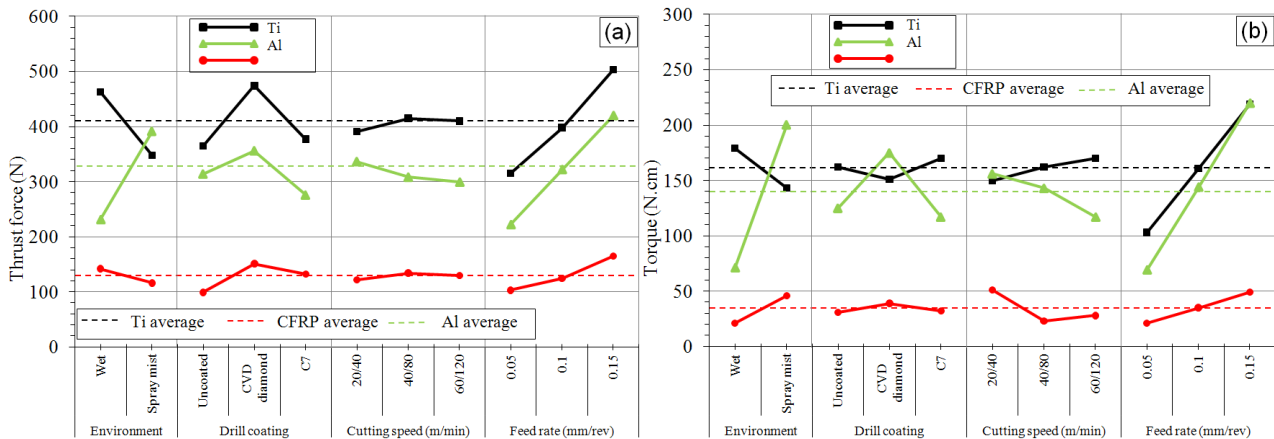 600
500
400
300
200
100
0
Thrust force (N)
Ti
Al
(a)
Ti average CFRP average Al average
Wet
Spray mist
Uncoated
CVD
diamond
C7
20/40
40/80
60/120
0.05
0.1
0.15
Environment Drill coating Cutting speed (m/min) Feed rate (mm/rev)
300
250
200
150
100
50
0
Torque (N.cm)
Ti
Al
(b)
Ti average CFRP average Al average
Wet
Spray mist
Uncoated
CVD
diamond
C7
20/40
40/80
60/120
0.05
0.1
0.15
Environment Drill coating Cutting speed (m/min) Feed rate (mm/rev)